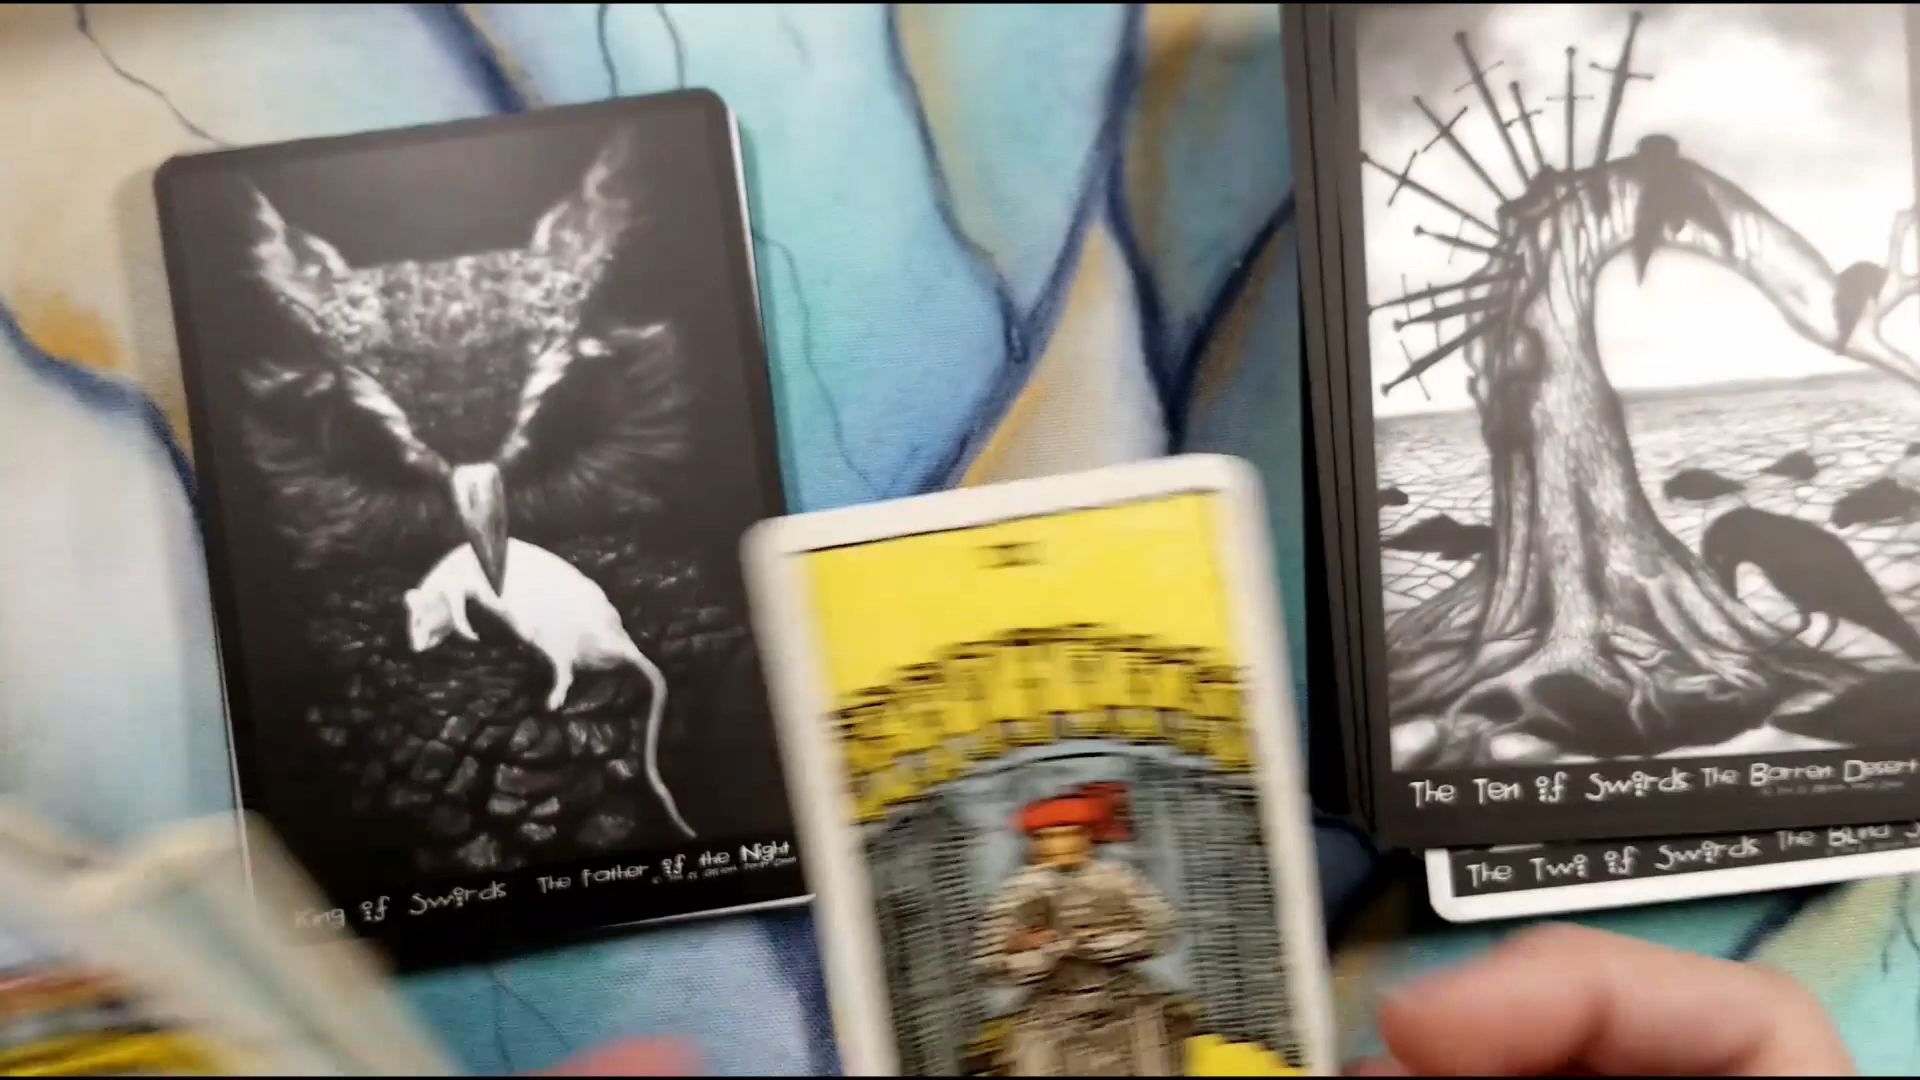 King of Swords The Father of the Night
The Ten of Swords The Barren Desert
The Two of Swords The Blind